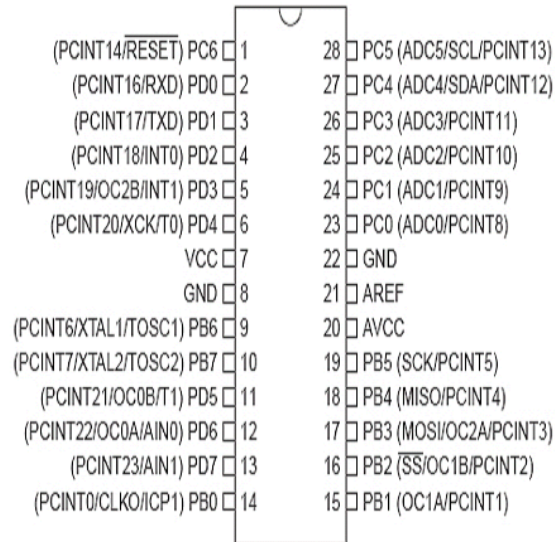 (PCINT14/RESET) PC6 1 28 PC5 (ADC5/SCL/PCINT13)
(PCINT16/RXD) PD0 2 27 PC4 (ADC4/SDA/PCINT12)
(PCINT17/TXD) PD1 3 26 PC3 (ADC3/PCINT11)
(PCINT18/INT0) PD2 4 25 PC2 (ADC2/PCINT10)
(PCINT19/OC2B/INT1) PD3 5 24 PC1 (ADC1/PCINT9)
(PCINT20/XCK/T0) PD4 6 23 PC0 (ADC0/PCINT8)
VCC 7 22 GND
GND 8 21 AREF
(PCINT6/XTAL1/TOSC1) PB6 9 20 AVCC
(PCINT7/XTAL2/TOSC2) PB7 10 19 PB5 (SCK/PCINT5)
(PCINT21/OC0B/T1) PD5 11 18 PB4 (MISO/PCINT4)
(PCINT22/OC0A/AIN0) PD6 12 17 PB3 (MOSI/OC2A/PCINT3)
(PCINT23/AIN1) PD7 13 16 PB2 (SS/OC1B/PCINT2)
(PCINT0/CLKO/ICP1) PB0 14 15 PB1 (OC1A/PCINT1)